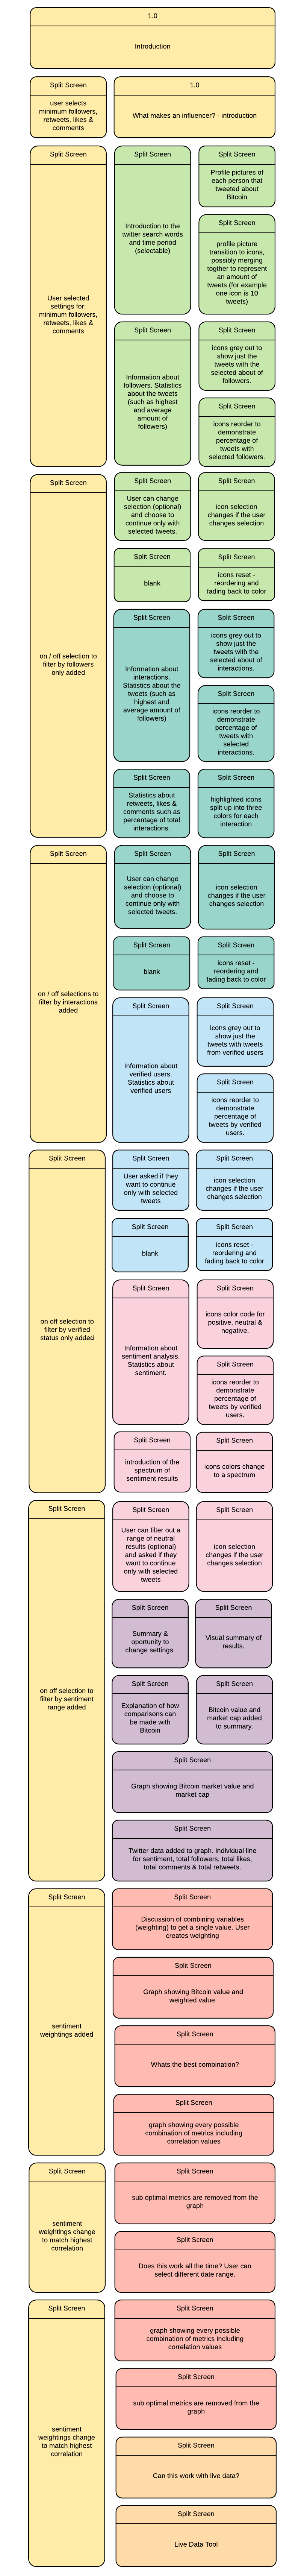 1.0
Introduction
Split Screen
user selects
minimum followers,
retweets, likes &
comments
1.0
What makes an influencer? - introduction
Split Screen
User selected
settings for:
minimum followers,
retweets, likes &
comments
Split Screen
Introduction to the
twitter search words
and time period
(selectable)
Split Screen
Profile pictures of
each person that
tweeted about
Bitcoin
Split Screen
profile picture
transition to icons,
possibly merging
togther to represent
an amount of
tweets (for example
one icon is 10
tweets)
Split Screen
Information about
followers. Statistics
about the tweets
(such as highest
and average
amount of
followers)
Split Screen
icons grey out to
show just the
tweets with the
selected about of
followers.
Split Screen
icons reorder to
demonstrate
percentage of
tweets with
selected followers.
Split Screen
on / off selection to
filter by followers
only added
Split Screen
User can change
selection (optional)
and choose to
continue only with
selected tweets.
Split Screen
icon selection
changes if the user
changes selection
Split Screen
blank
Split Screen
icons reset -
reordering and
fading back to color
Split Screen
Information about
interactions.
Statistics about the
tweets (such as
highest and
average amount of
followers)
Split Screen
icons grey out to
show just the
tweets with the
selected about of
interactions.
Split Screen
icons reorder to
demonstrate
percentage of
tweets with
selected
interactions.
Split Screen
Statistics about
retweets, likes &
comments such as
percentage of total
interactions.
Split Screen
highlighted icons
split up into three
colors for each
interaction
Split Screen
on / off selections to
filter by interactions
added
Split Screen
User can change
selection (optional)
and choose to
continue only with
selected tweets.
Split Screen
icon selection
changes if the user
changes selection
Split Screen
blank
Split Screen
icons reset -
reordering and
fading back to color
Split Screen
Information about
verified users.
Statistics about
verified users
Split Screen
icons grey out to
show just the
tweets with tweets
from verified users
Split Screen
icons reorder to
demonstrate
percentage of
tweets by verified
users.
Split Screen
on off selection to
filter by verified
status only added
Split Screen
User asked if they
want to continue
only with selected
tweets
Split Screen
icon selection
changes if the user
changes selection
Split Screen
blank
Split Screen
icons reset -
reordering and
fading back to color
Split Screen
Information about
sentiment analysis.
Statistics about
sentiment.
Split Screen
icons color code for
positive, neutral &
negative.
Split Screen
icons reorder to
demonstrate
percentage of
tweets by verified
users.
Split Screen
introduction of the
spectrum of
sentiment results
Split Screen
icons colors change
to a spectrum
Split Screen
on off selection to
filter by sentiment
range added
Split Screen
User can filter out a
range of neutral
results (optional)
and asked if they
want to continue
only with selected
tweets
Split Screen
icon selection
changes if the user
changes selection
Split Screen
Summary &
oportunity to
change settings.
Split Screen
Visual summary of
results.
Split Screen
Explanation of how
comparisons can
be made with
Bitcoin
Split Screen
Bitcoin value and
market cap added
to summary.
Split Screen
Graph showing Bitcoin market value and
market cap
Split Screen
Twitter data added to graph. individual line
for sentiment, total followers, total likes,
total comments & total retweets.
Split Screen
sentiment
weightings added
Split Screen
Discussion of combining variables
(weighting) to get a single value. User
creates weighting
Split Screen
Graph showing Bitcoin value and
weighted value.
Split Screen
Whats the best combination?
Split Screen
graph showing every possible
combination of metrics including
correlation values
Split Screen
sentiment
weightings change
to match highest
correlation
Split Screen
sub optimal metrics are removed from the
graph
Split Screen
Does this work all the time? User can
select different date range.
Split Screen
sentiment
weightings change
to match highest
correlation
Split Screen
graph showing every possible
combination of metrics including
correlation values
Split Screen
sub optimal metrics are removed from the
graph
Split Screen
Can this work with live data?
Split Screen
Live Data Tool